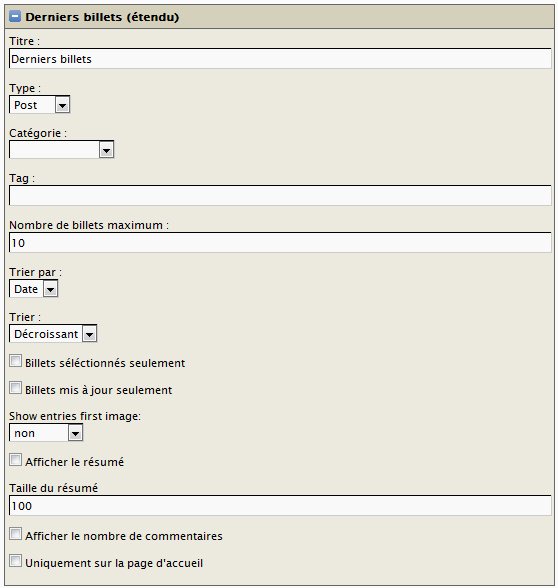 Derniers billets (étendu)
Titre :
Derniers billets
Type :
Post
Catégorie :
Tag :
Nombre de billets maximum :
10
Trier par :
Date
Trier :
Décroissant
Billets séléctionnés seulement
Billets mis à jour seulement
Show entries first image:
non
Afficher le résumé
Taille du résumé
100
Afficher le nombre de commentaires
Uniquement sur la page d'accueil